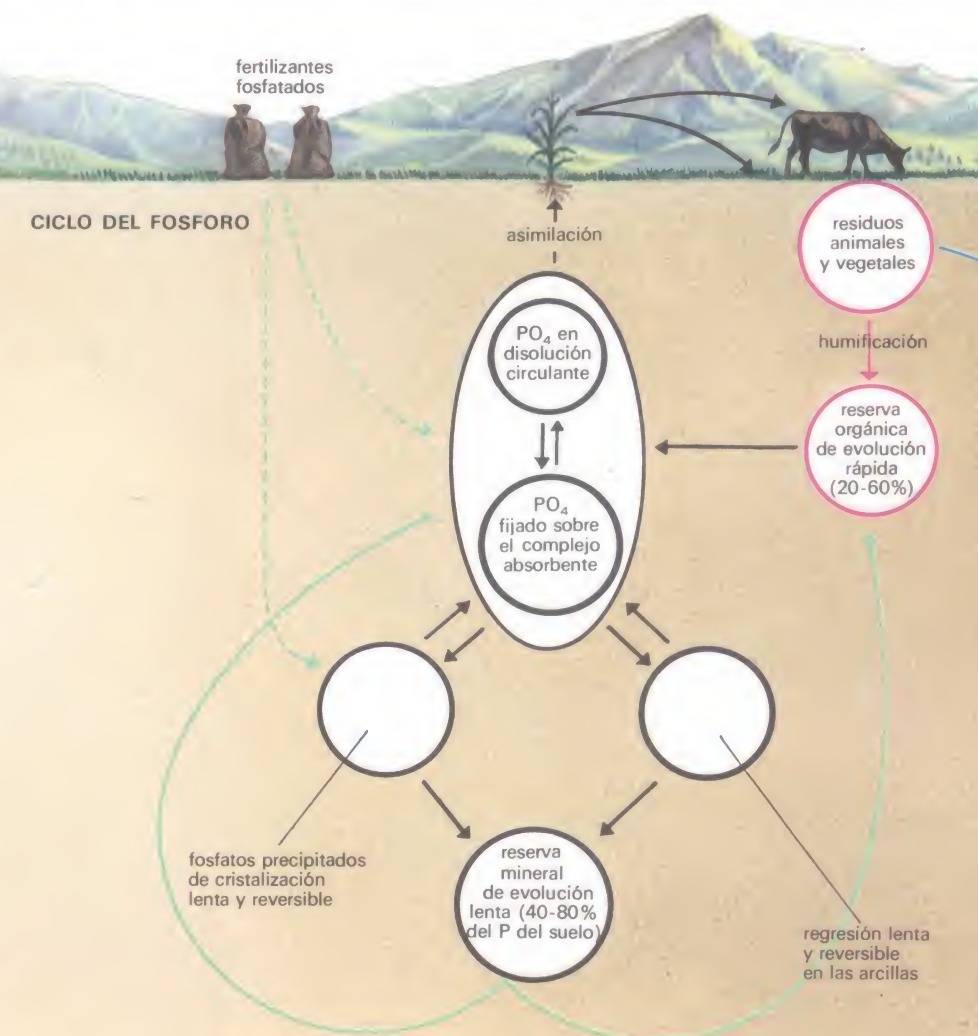 fertilizantes
fosfatados
CICLO DEL FOSFORO
asimilación
residuos
animales
y vegetales
PO₄ en
disolución
circulante
humificación
reserva
orgánica
de evolución
rápida
(20-60%)
PO₄
fijado sobre
el complejo
absorbente
fosfatos precipitados
de cristalización
lenta y reversible
reserva
mineral
de evolución
lenta (40-80%
del P del suelo)
regresión lenta
y reversible
en las arcillas